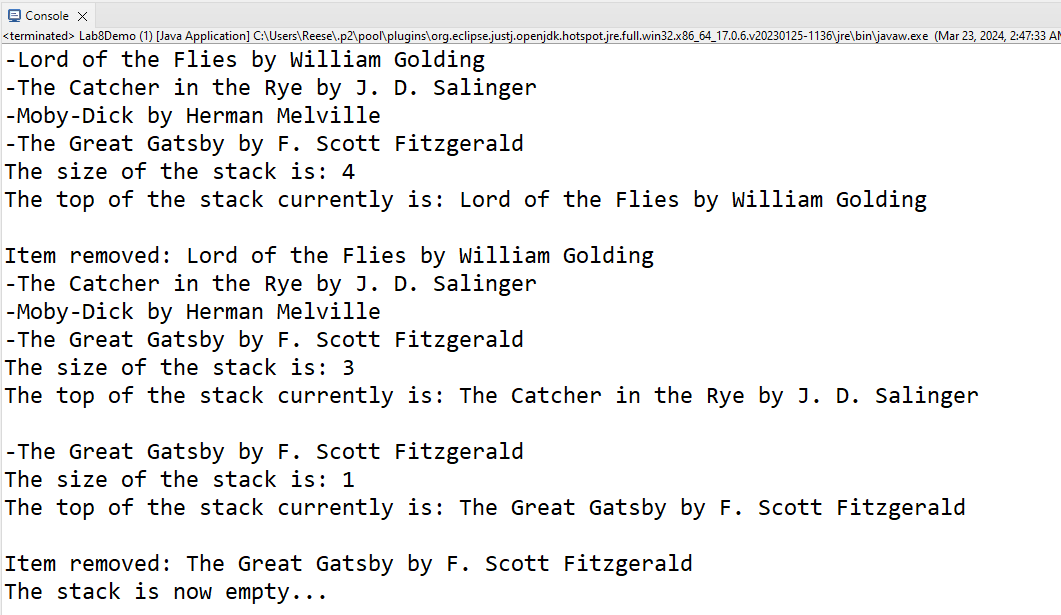 Console
<terminated> Lab8Demo (1) [Java Application] C:\Users\Reese\.p2\pool\plugins\org.eclipse.justj.openjdk.hotspot.jre.full.win32.x86_64_17.0.6.v20230125-1136\jre\bin\javaw.exe (Mar 23, 2024, 2:47:33 AM
-Lord of the Flies by William Golding
-The Catcher in the Rye by J. D. Salinger
-Moby-Dick by Herman Melville
-The Great Gatsby by F. Scott Fitzgerald
The size of the stack is: 4
The top of the stack currently is: Lord of the Flies by William Golding
Item removed: Lord of the Flies by William Golding
-The Catcher in the Rye by J. D. Salinger
-Moby-Dick by Herman Melville
-The Great Gatsby by F. Scott Fitzgerald
The size of the stack is: 3
The top of the stack currently is: The Catcher in the Rye by J. D. Salinger
-The Great Gatsby by F. Scott Fitzgerald
The size of the stack is: 1
The top of the stack currently is: The Great Gatsby by F. Scott Fitzgerald
Item removed: The Great Gatsby by F. Scott Fitzgerald
The stack is now empty...